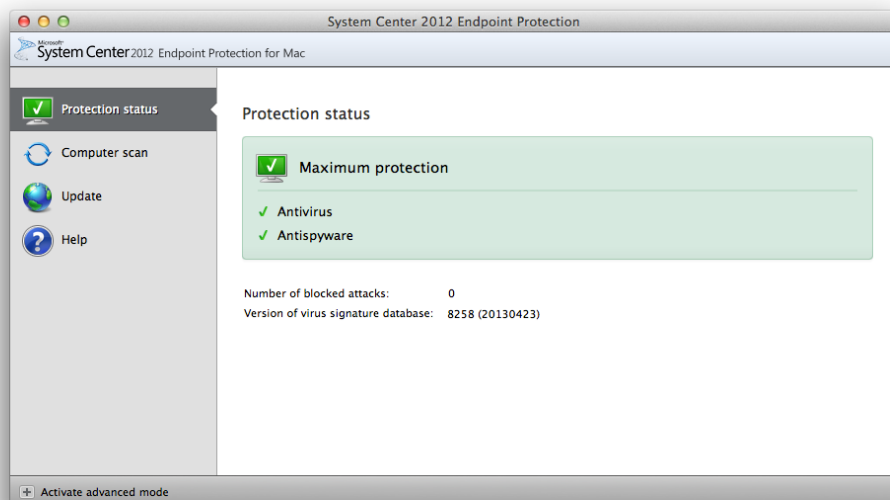 System Center 2012 Endpoint Protection
Microsoft
System Center 2012 Endpoint Protection for Mac
Protection status
Computer scan
Update
Help
Protection status
Maximum protection
Antivirus
Antispyware
Number of blocked attacks: 0
Version of virus signature database: 8258 (20130423)
Activate advanced mode